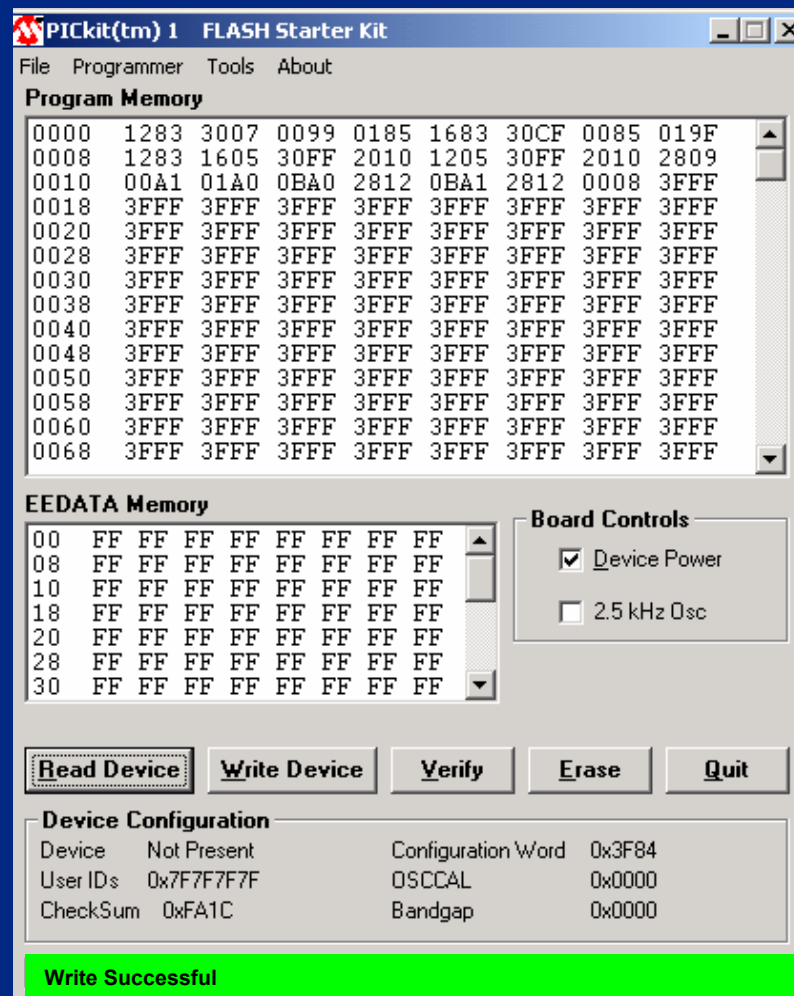 PICkit(tm) 1 FLASH Starter Kit
File Programmer Tools About
Program Memory
0000 1283 3007 0099 0185 1683 30CF 0085 019F
0008 1283 1605 30FF 2010 1205 30FF 2010 2809
0010 00A1 01A0 0BA0 2812 0BA1 2812 0008 3FFF
0018 3FFF 3FFF 3FFF 3FFF 3FFF 3FFF 3FFF 3FFF
0020 3FFF 3FFF 3FFF 3FFF 3FFF 3FFF 3FFF 3FFF
0028 3FFF 3FFF 3FFF 3FFF 3FFF 3FFF 3FFF 3FFF
0030 3FFF 3FFF 3FFF 3FFF 3FFF 3FFF 3FFF 3FFF
0038 3FFF 3FFF 3FFF 3FFF 3FFF 3FFF 3FFF 3FFF
0040 3FFF 3FFF 3FFF 3FFF 3FFF 3FFF 3FFF 3FFF
0048 3FFF 3FFF 3FFF 3FFF 3FFF 3FFF 3FFF 3FFF
0050 3FFF 3FFF 3FFF 3FFF 3FFF 3FFF 3FFF 3FFF
0058 3FFF 3FFF 3FFF 3FFF 3FFF 3FFF 3FFF 3FFF
0060 3FFF 3FFF 3FFF 3FFF 3FFF 3FFF 3FFF 3FFF
0068 3FFF 3FFF 3FFF 3FFF 3FFF 3FFF 3FFF 3FFF
EEDATA Memory
00 FF FF FF FF FF FF FF FF
08 FF FF FF FF FF FF FF FF
10 FF FF FF FF FF FF FF FF
18 FF FF FF FF FF FF FF FF
20 FF FF FF FF FF FF FF FF
28 FF FF FF FF FF FF FF FF
30 FF FF FF FF FF FF FF FF
Board Controls
Device Power
2.5 kHz Osc
Read Device Write Device Verify Erase Quit
Device Configuration
Device Not Present Configuration Word 0x3F84
User IDs 0x7F7F7F7F OSCCAL 0x0000
CheckSum 0xFA1C Bandgap 0x0000
Write Successful